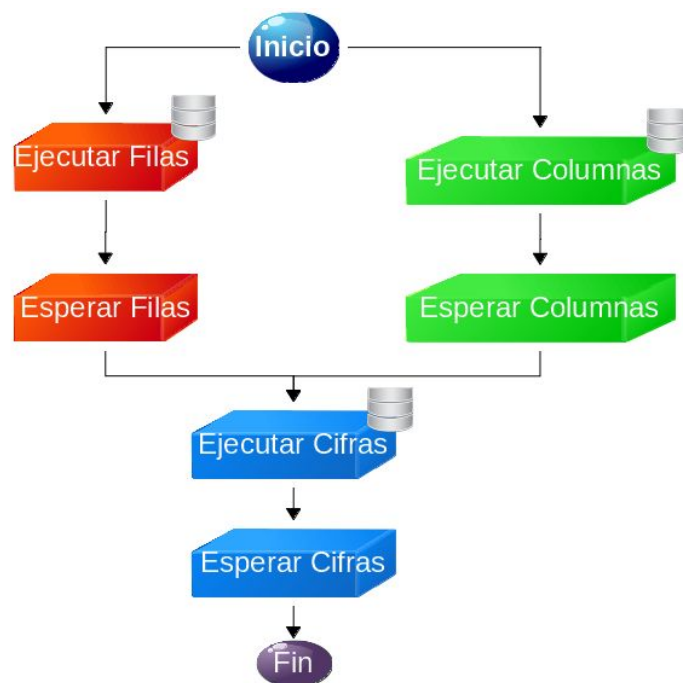 Inicio
Ejecutar Filas
Ejecutar Columnas
Esperar Filas
Esperar Columnas
Ejecutar Cifras
Esperar Cifras
Fin